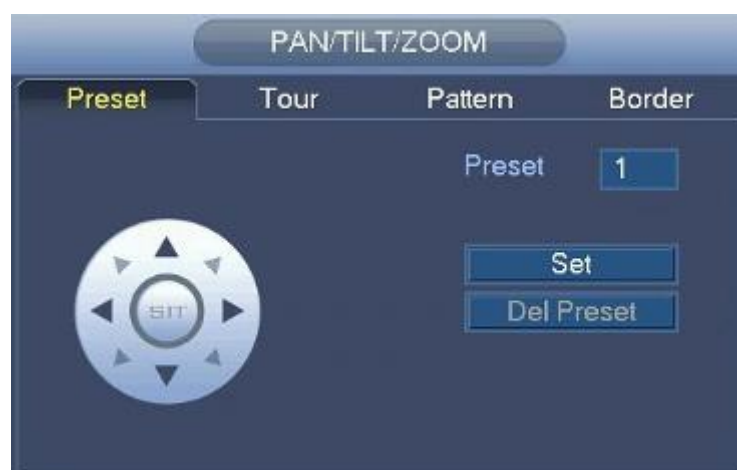 PAN/TILT/ZOOM
Preset Tour Pattern Border
Preset 1
Set
SIT
Del Preset